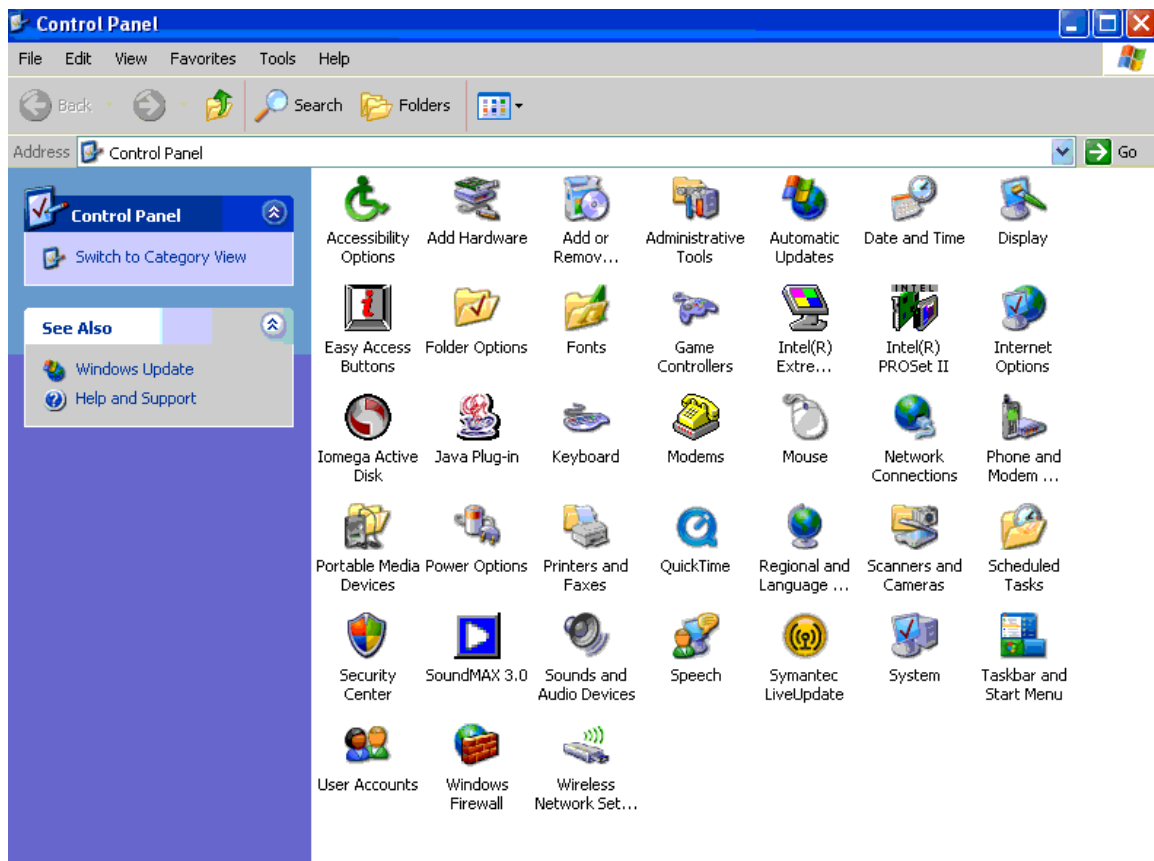 Control Panel
File Edit View Favorites Tools Help
Back Search Folders
Address Control Panel Go
Control Panel
Switch to Category View
See Also
Windows Update
Help and Support
Accessibility Options
Add Hardware
Add or Remov...
Administrative Tools
Automatic Updates
Date and Time
Display
Easy Access Buttons
Folder Options
Fonts
Game Controllers
Intel(R) Extre...
INTEL
Intel(R) PROSet II
Internet Options
Iomega Active Disk
Java Plug-in
Keyboard
Modems
Mouse
Network Connections
Phone and Modem ...
Portable Media Devices
Power Options
Printers and Faxes
QuickTime
Regional and Language ...
Scanners and Cameras
Scheduled Tasks
Security Center
SoundMAX 3.0
Sounds and Audio Devices
Speech
Symantec LiveUpdate
System
Taskbar and Start Menu
User Accounts
Windows Firewall
Wireless Network Set...